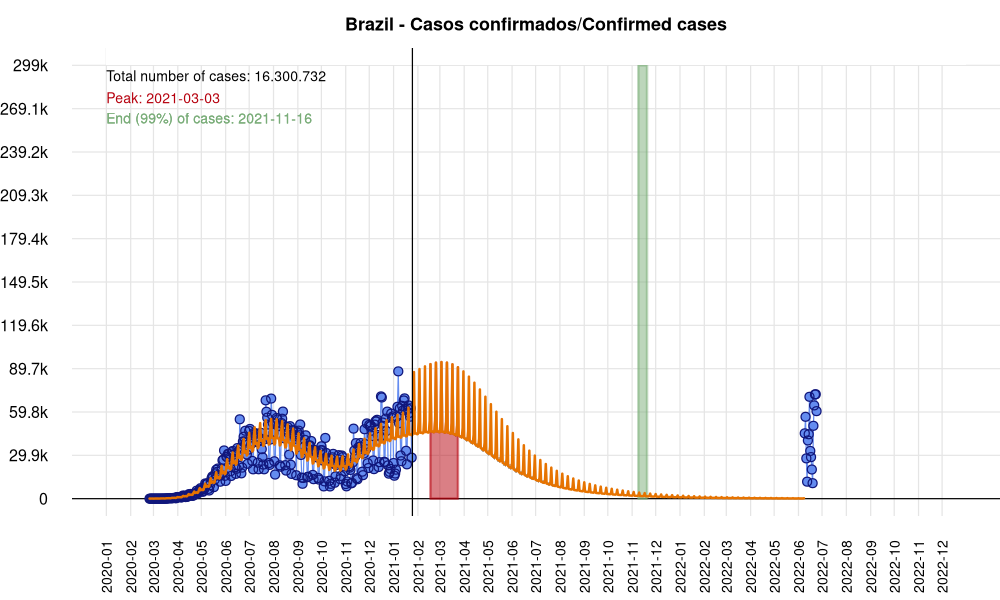 Brazil - Casos confirmados/Confirmed cases
299k
Total number of cases: 16.300.732
Peak: 2021-03-03
269.1k
End (99%) of cases: 2021-11-16
239.2k
209.3k
179.4k
149.5k
119.6k
89.7k
59.8k
29.9k
0
2020-01
2020-02
2020-03
2020-04
2020-05
2020-06
2020-07
2020-08
2020-09
2020-10
2020-11
2020-12
2021-01
2021-02
2021-03
2021-04
2021-05
2021-06
2021-07
2021-08
2021-09
2021-10
2021-11
2021-12
2022-01
2022-02
2022-03
2022-04
2022-05
2022-06
2022-07
2022-08
2022-09
2022-10
2022-11
2022-12